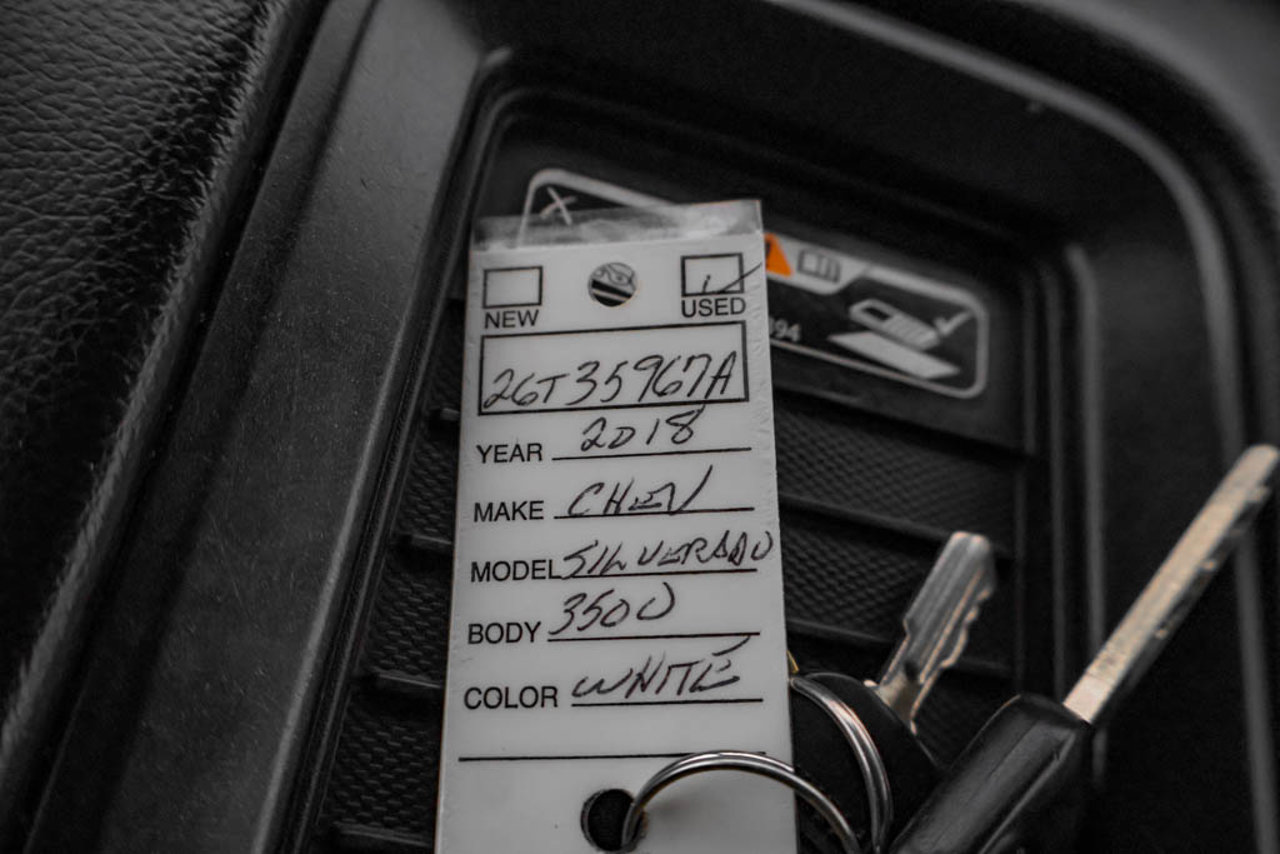 NEW USED
26T35967A
YEAR 2018
MAKE CHEV
MODEL SILVERADO
BODY 3500
COLOR WHITE